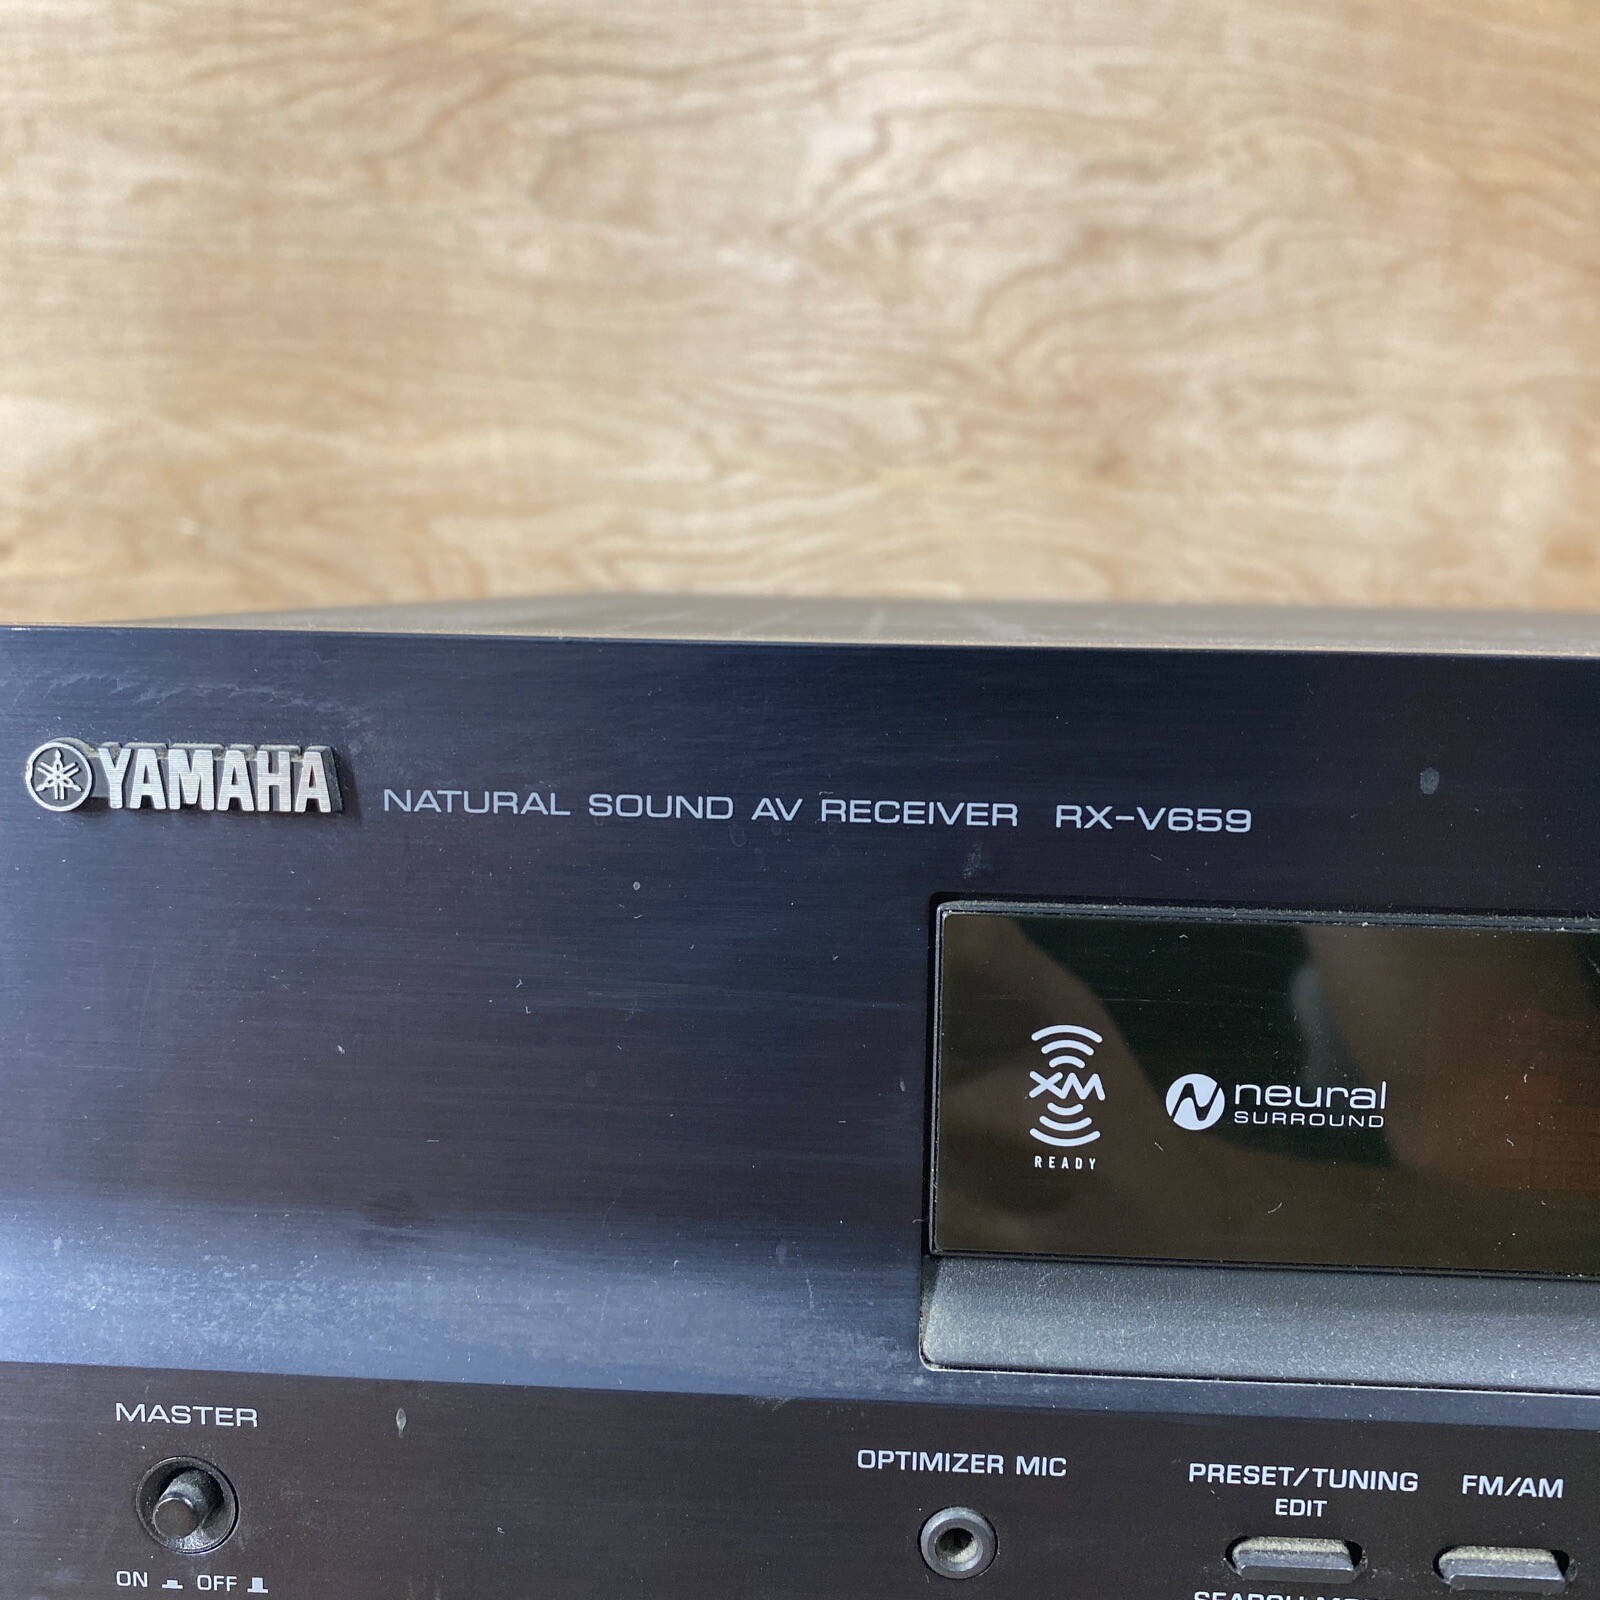 YAMAHA NATURAL SOUND AV RECEIVER RX-V659
XM
READY
neural
SURROUND
MASTER
ON OFF
OPTIMIZER MIC
PRESET/TUNING
EDIT
FM/AM